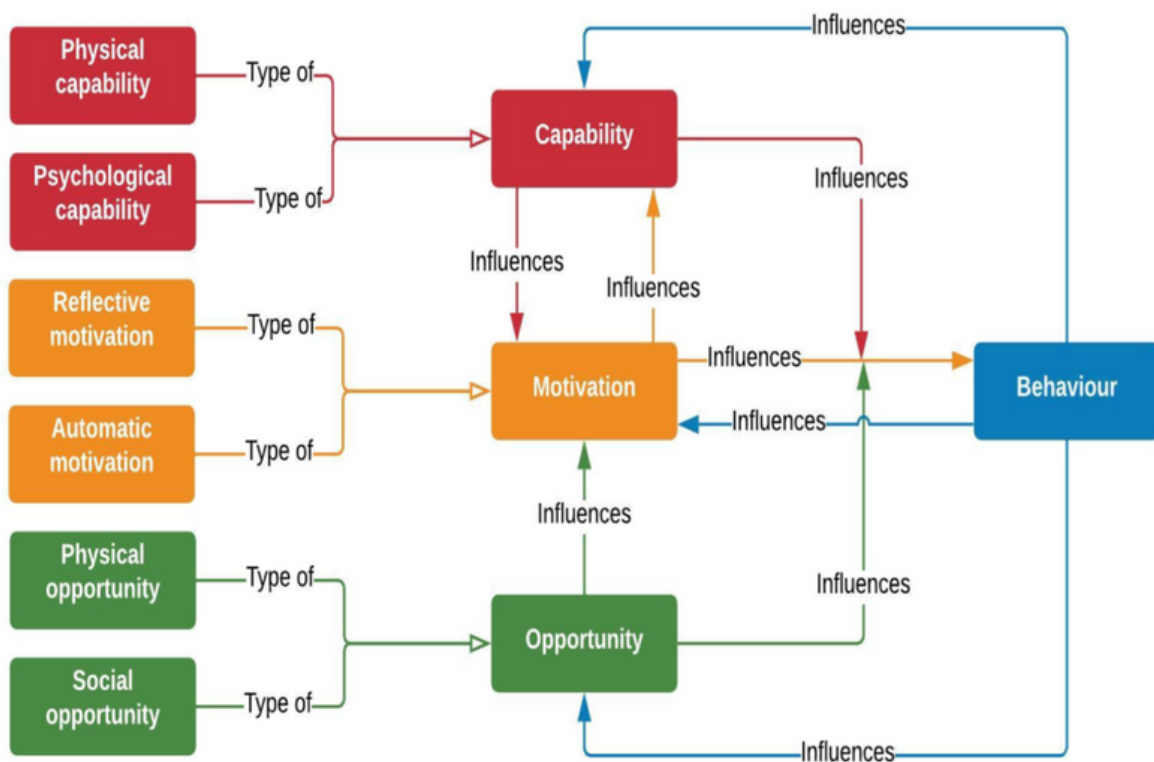 Influences
Physical
capability
Type of
Capability
Influences
Psychological
capability
Type of
Influences
Influences
Reflective
motivation
Type of
Influences
Motivation
Behaviour
Influences
Automatic
motivation
Type of
Influences
Physical
opportunity
Type of
Influences
Opportunity
Social
opportunity
Type of
Influences